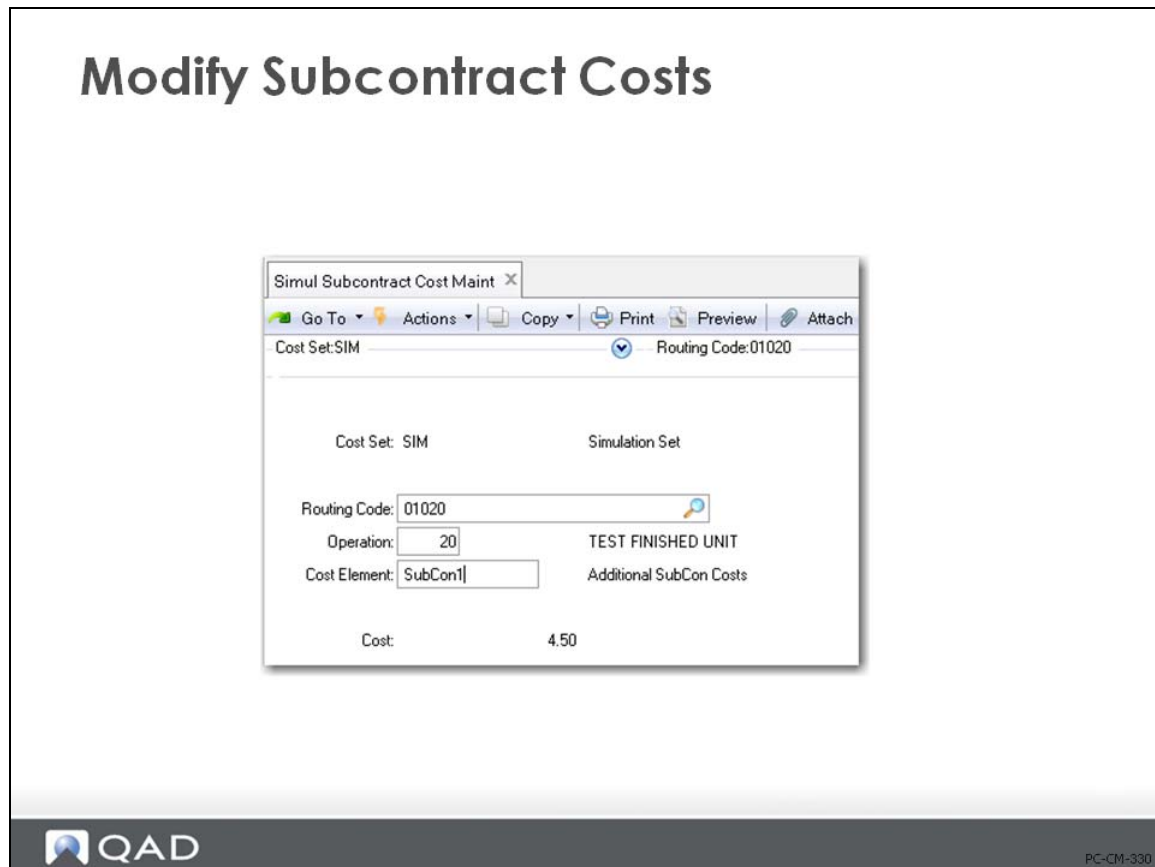 Modify Subcontract Costs
Simul Subcontract Cost Maint
Go To Actions Copy Print Preview Attach
Cost Set:SIM Routing Code:01020
Cost Set: SIM Simulation Set
Routing Code: 01020
Operation: 20 TEST FINISHED UNIT
Cost Element: SubCon1 Additional SubCon Costs
Cost: 4.50
QAD PC-CM-330